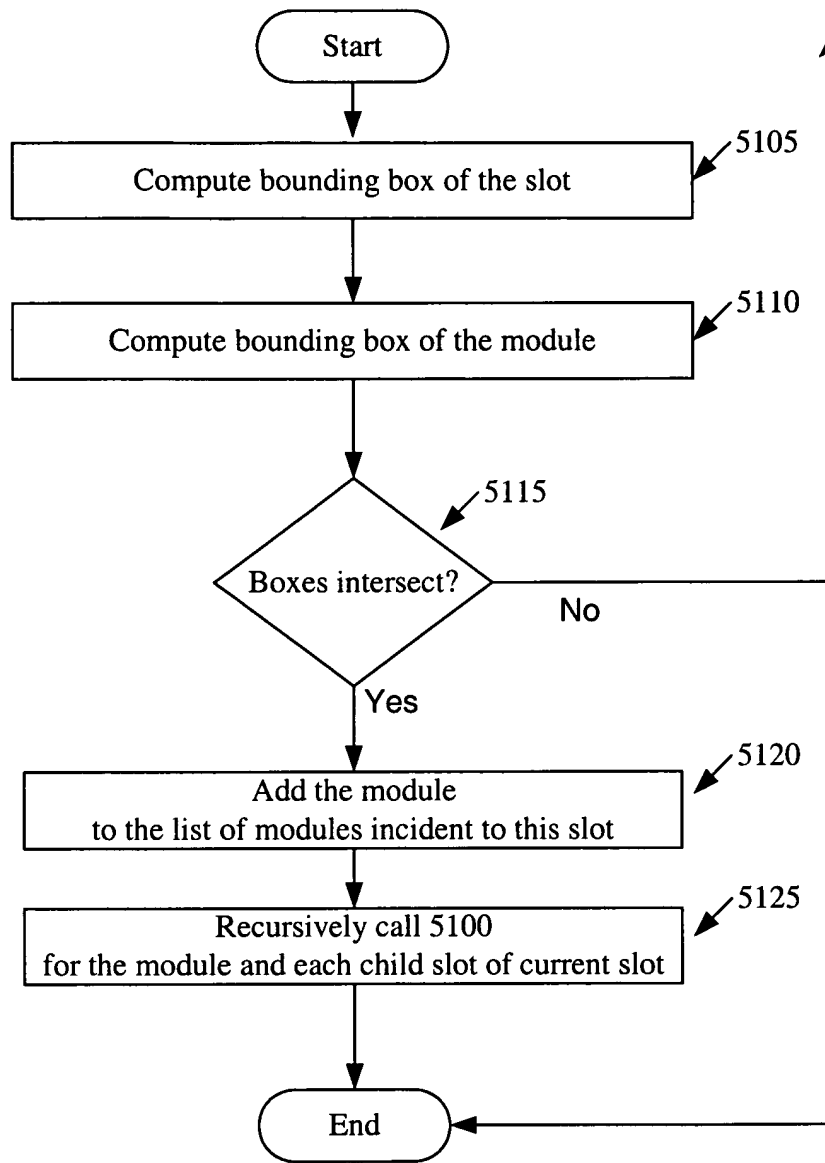 Start
5105
Compute bounding box of the slot
5110
Compute bounding box of the module
5115
Boxes intersect?
No
Yes
5120
Add the module
to the list of modules incident to this slot
5125
Recursively call 5100
for the module and each child slot of current slot
End